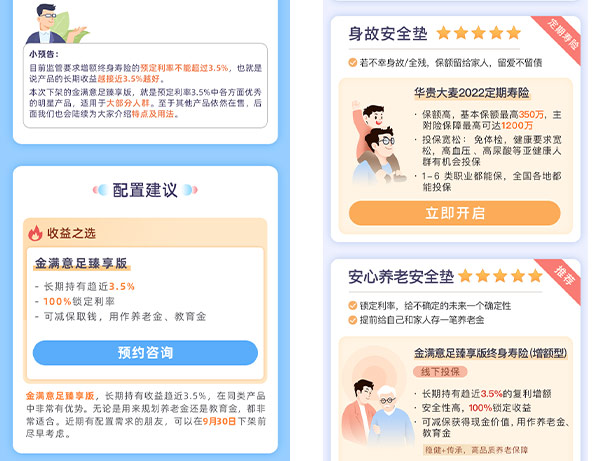 小预告：
目前监管要求增额终身寿险的预定利率不能超过3.5%，也就是
说产品的长期收益越接近3.5%越好。
本次下架的金满意足臻享版，就是预定利率3.5%中各方面优秀
的明星产品，适用于大部分人群。至于其他产品依然在售，后
面我们也会陆续为大家介绍特点及用法。
配置建议
收益之选
金满意足臻享版
- 长期持有趋近3.5%
- 100%锁定利率
- 可减保取钱，用作养老金、教育金
预约咨询
金满意足臻享版，长期持有收益趋近3.5%，在同类产品
中非常有优势。无论是用来规划养老金还是教育金，都非
常适合。近期有配置需求的朋友，可以在9月30日下架前
尽早考虑。
身故安全垫
定期寿险
若不幸身故/全残，保额留给家人，留爱不留债
华贵大麦2022定期寿险
· 保额高，基本保额最高350万，主
附险保障最高可达1200万
· 投保宽松：免体检，健康要求宽
松，高血压、高尿酸等亚健康人
群有机会投保
· 1-6 类职业都能保，全国各地都
能投保
立即开启
安心养老安全垫
推荐
锁定利率，给不确定的未来一个确定性
提前给自己和家人存一笔养老金
金满意足臻享版终身寿险(增额型)
线下投保
· 长期持有趋近3.5%的复利增额
· 安全性高，100%锁定收益
· 可减保获得现金价值，用作养老金、
教育金
稳健+传承，高品质养老保障